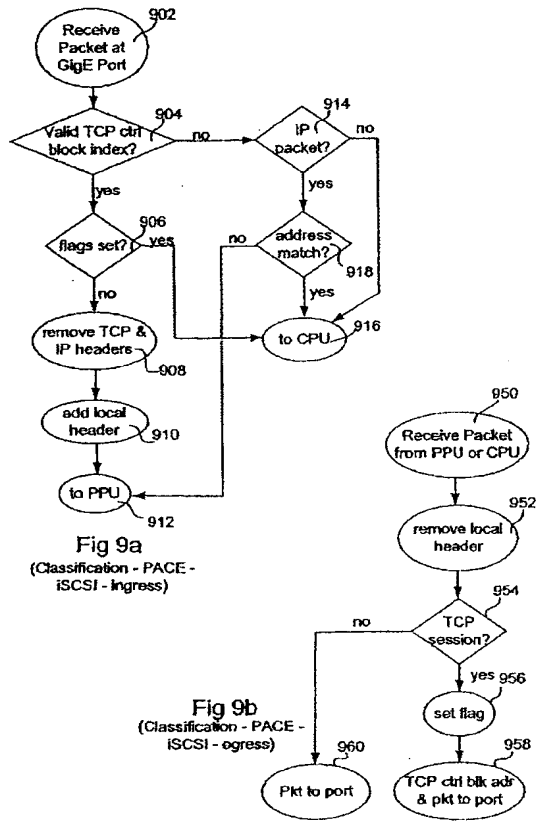 902
Receive
Packet at
GigE Port
904
Valid TCP ctrl
block index?
no
914
IP
packet?
no
yes
yes
906
flags set?
yes
no
address
match?
918
no
yes
remove TCP &
IP headers
908
to CPU
916
add local
header
910
to PPU
912
Fig 9a
(Classification - PACE -
iSCSI - ingress)
950
Receive Packet
from PPU or CPU
952
remove local
header
954
no
TCP
session?
yes
956
set flag
Fig 9b
(Classification - PACE -
iSCSI - egress)
960
Pkt to port
958
TCP ctrl blk adr
& pkt to port